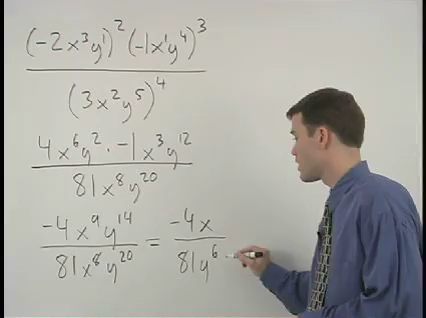 (-2x³y¹)²(-1x¹y⁴)³
(3x²y⁵)⁴
4x⁶y² · -1x³y¹²
81x⁸y²⁰
-4x⁹y¹⁴ = -4x
81x⁸y²⁰ 81y⁶